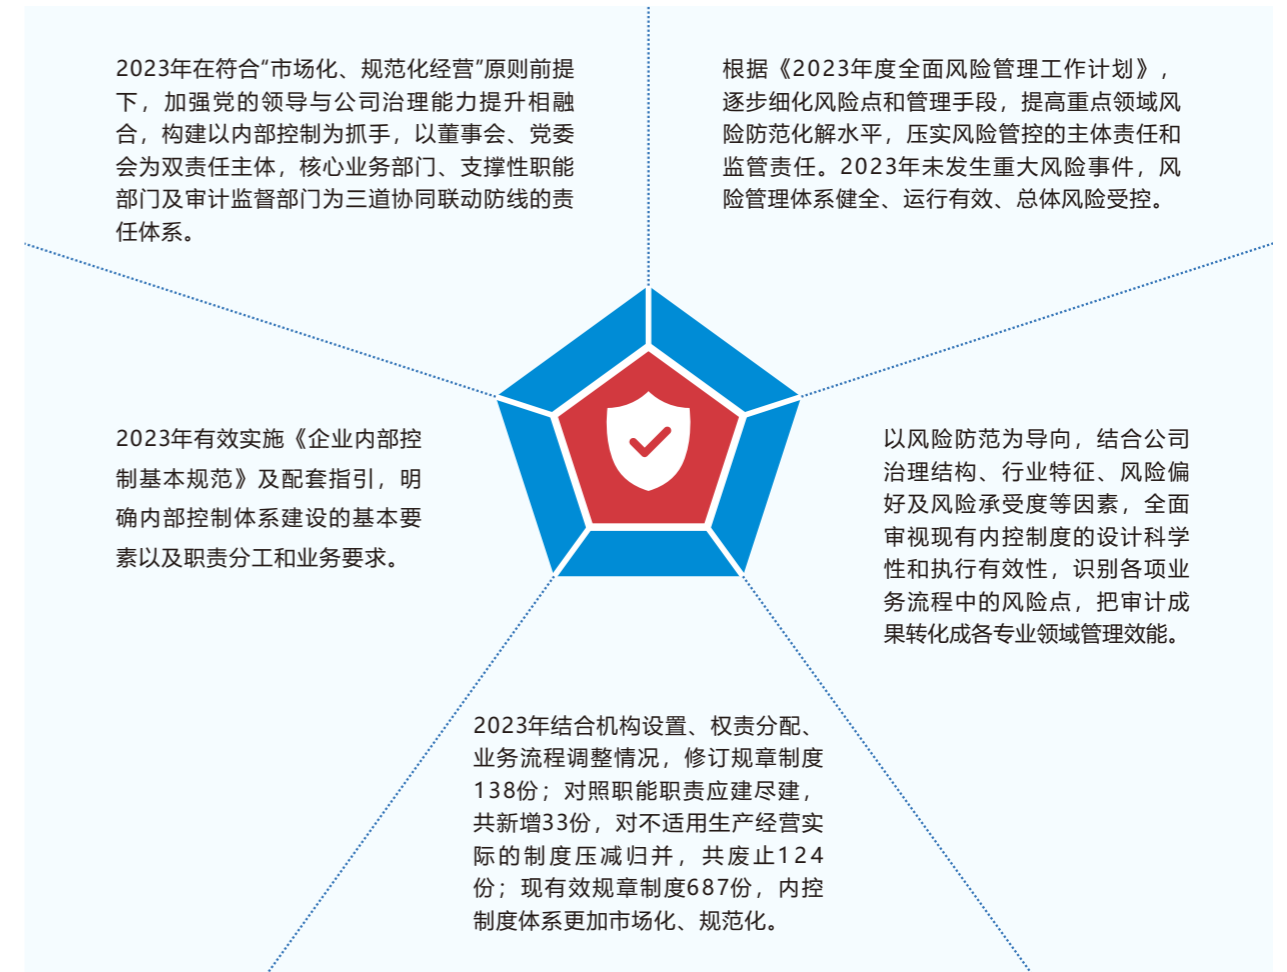 2023年在符合“市场化、规范化经营”原则前提
下，加强党的领导与公司治理能力提升相融
合，构建以内部控制为抓手，以董事会、党委
会为双责任主体，核心业务部门、支撑性职能
部门及审计监督部门为三道协同联动防线的责
任体系。
根据《2023年度全面风险管理工作计划》，
逐步细化风险点和管理手段，提高重点领域风
险防范化解水平，压实风险管控的主体责任和
监管责任。2023年未发生重大风险事件，风
险管理体系健全、运行有效、总体风险受控。
2023年有效实施《企业内部控
制基本规范》及配套指引，明
确内部控制体系建设的基本要
素以及职责分工和业务要求。
以风险防范为导向，结合公司
治理结构、行业特征、风险偏
好及风险承受度等因素，全面
审视现有内控制度的设计科学
性和执行有效性，识别各项业
务流程中的风险点，把审计成
果转化成各专业领域管理效能。
2023年结合机构设置、权责分配、
业务流程调整情况，修订规章制度
138份；对照职能职责应建尽建，
共新增33份，对不适用生产经营实
际的制度压减归并，共废止124
份；现有效规章制度687份，内控
制度体系更加市场化、规范化。